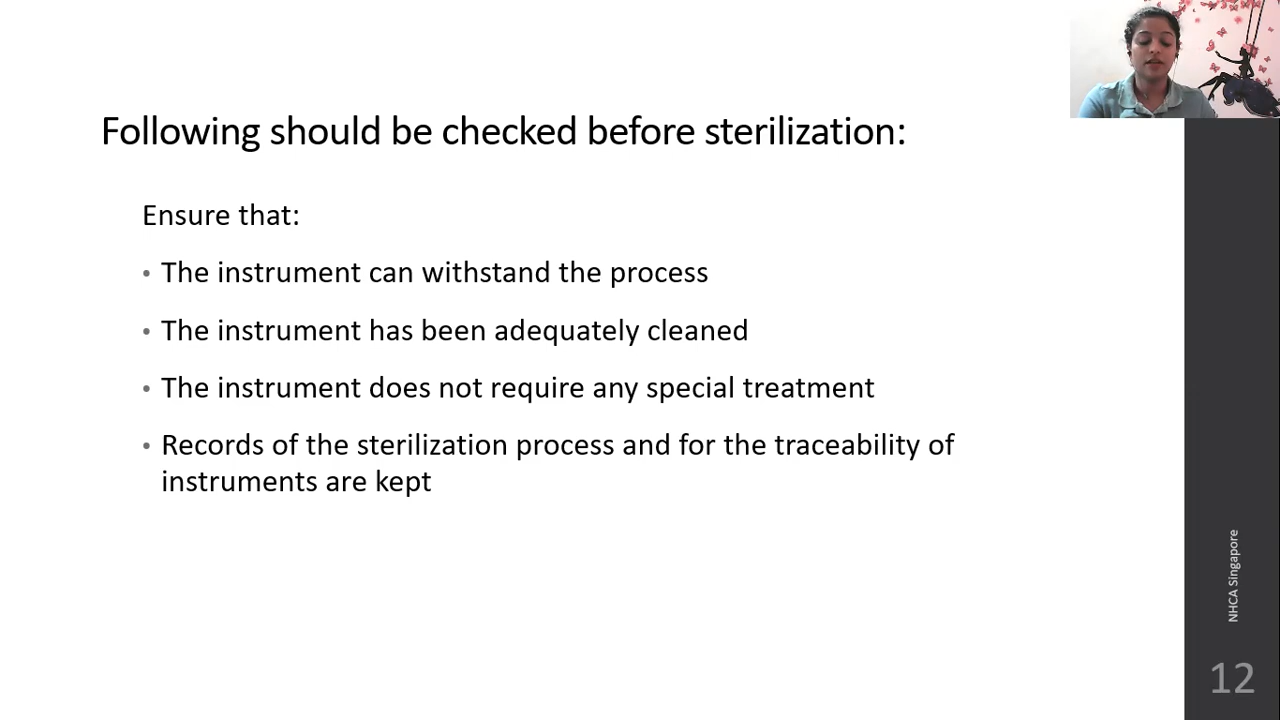 Following should be checked before sterilization:
Ensure that:
• The instrument can withstand the process
• The instrument has been adequately cleaned
• The instrument does not require any special treatment
• Records of the sterilization process and for the traceability of
instruments are kept
NHCA Singapore
12